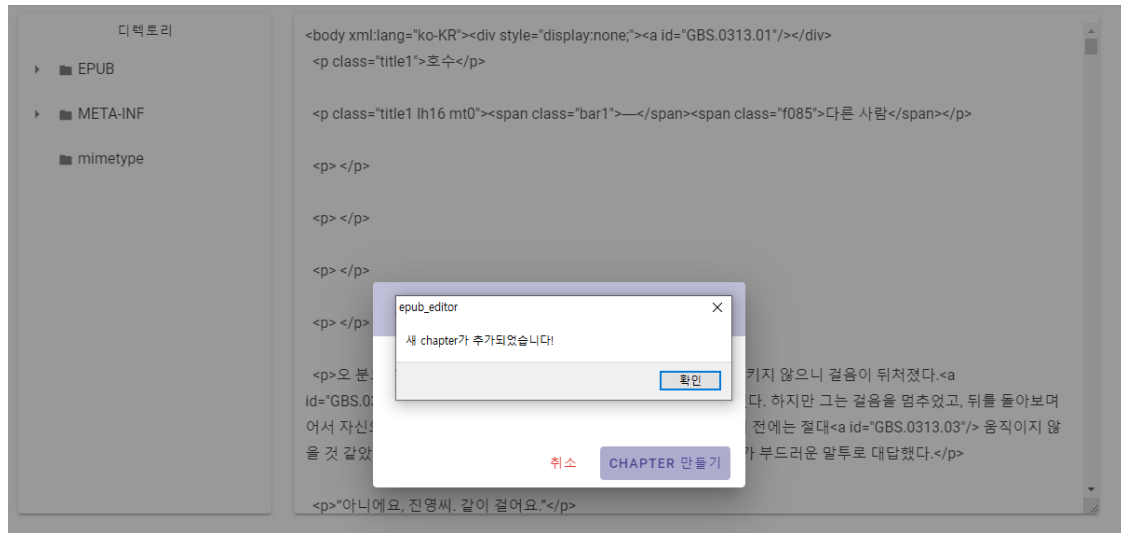 디렉토리
EPUB
META-INF
mimetype
<body xml:lang="ko-KR"><div style="display:none;"><a id="GBS.0313.01"/></div>
<p class="title1">호수</p>
<p class="title1 lh16 mt0"><span class="bar1">―</span><span class="f085">다른 사람</span></p>
<p> </p>
<p> </p>
<p> </p>
<p> </p>
<p>오 분
키지 않으니 걸음이 뒤처졌다.<a
id="GBS.03
다. 하지만 그는 걸음을 멈추었고, 뒤를 돌아보며
어서 자신
전에는 절대<a id="GBS.0313.03"/> 움직이지 않
을 것 같았
가 부드러운 말투로 대답했다.</p>
<p>"아니에요, 진영씨. 같이 걸어요."</p>
epub_editor
새 chapter가 추가되었습니다!
확인
취소
CHAPTER 만들기